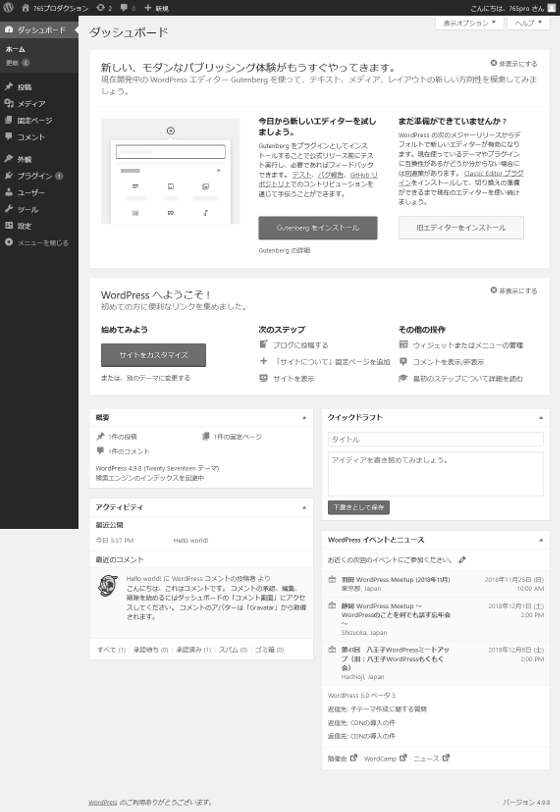 765プロダクション 2 0 新規
こんにちは、765pro さん
ダッシュボード
ホーム
更新 2
投稿
メディア
固定ページ
コメント
外観
プラグイン 1
ユーザー
ツール
設定
メニューを閉じる
ダッシュボード
表示オプション
ヘルプ
新しい、モダンなパブリッシング体験がもうすぐやってきます。
非表示にする
現在開発中の WordPress エディター Gutenberg を使って、テキスト、メディア、レイアウトの新しい方向性を模索してみま
しょう。
今日から新しいエディターを試し
ましょう。
Gutenberg をプラグインとしてインス
トールすることで公式リリース前にテス
ト実行し、必要であればフィードバック
できます。 テスト、バグ報告、GitHub リ
ポジトリ上でのコントリビューションを
通じて手伝うことができます。
Gutenberg をインストール
Gutenberg の詳細
まだ準備ができていませんか ?
WordPress の次のメジャーリリースからデ
フォルトで新しいエディターが有効になり
ます。現在使っているテーマやプラグイン
に互換性があるかどうか分からない場合に
は回避策があります。 Classic Editor プラグ
インをインストールして、切り換えの準備
ができるまで現在のエディターを使い続け
ましょう。
旧エディターをインストール
WordPress へようこそ !
非表示にする
初めての方に便利なリンクを集めました。
始めてみよう
サイトをカスタマイズ
または、別のテーマに変更する
次のステップ
ブログに投稿する
「サイトについて」固定ページを追加
サイトを表示
その他の操作
ウィジェットまたはメニューの管理
コメントを表示/非表示
最初のステップについて詳細を読む
概要
1件の投稿
1件の固定ページ
1件のコメント
WordPress 4.9.8 (Twenty Seventeen テーマ)
検索エンジンのインデックスを回避中
アクティビティ
最近公開
今日 3:37 PM Hello world!
最近のコメント
Hello world! に WordPress コメントの投稿者 より
こんにちは、これはコメントです。 コメントの承認、編集、
削除を始めるにはダッシュボードの「コメント画面」にアクセ
スしてください。 コメントのアバターは「Gravatar」から取得
されます。
すべて (1) | 承認待ち (0) | 承認済み (1) | スパム (0) | ゴミ箱 (0)
クイックドラフト
タイトル
アイディアを書き留めてみましょう。
下書きとして保存
WordPress イベントとニュース
お近くの次回のイベントにご参加ください。
羽田 WordPress Meetup (2018年11月)
東京都, Japan
2018年11月25日 (日)
10:00 AM
静岡 WordPress Meetup 〜
WordPressのことを何でも話す忘年会
〜
Shizuoka, Japan
2018年12月1日 (土)
2:00 PM
第41回 八王子WordPressミートアッ
プ（旧：八王子WordPressもくもく
会）
Hachioji, Japan
2018年12月8日 (土)
2:00 PM
WordPress 5.0 ベータ 5
返信先: 子テーマ作成に関する質問
返信先: CDNの導入の件
返信先: CDNの導入の件
勉強会 | WordCamp | ニュース
WordPress のご利用ありがとうございます。
バージョン 4.9.8